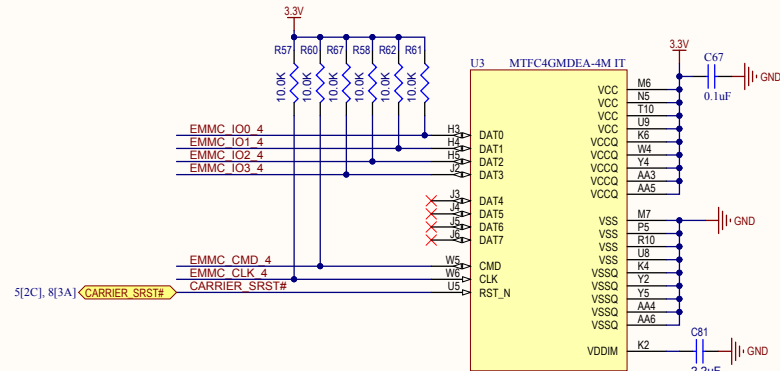 3.3V
R57 R60 R67 R58 R62 R61
10.0K 10.0K 10.0K 10.0K 10.0K 10.0K
U3 MTFC4GMDEA-4M IT
3.3V
C67
0.1uF
GND
EMMC_IO0_4 H3 DAT0
EMMC_IO1_4 H4 DAT1
EMMC_IO2_4 H5 DAT2
EMMC_IO3_4 J2 DAT3
J3 DAT4
J4 DAT5
J5 DAT6
J6 DAT7
EMMC_CMD_4 W5 CMD
EMMC_CLK_4 W6 CLK
5[2C], 8[3A] CARRIER_SRST# CARRIER_SRST# U5 RST_N
VCC M6
VCC N5
VCC T10
VCC U9
VCCQ K6
VCCQ W4
VCCQ Y4
VCCQ AA3
VCCQ AA5
VSS M7
GND
VSS P5
VSS R10
VSS U8
VSSQ K4
VSSQ Y2
VSSQ Y5
VSSQ AA4
VSSQ AA6
VDDIM K2
C81
GND
2.2uF